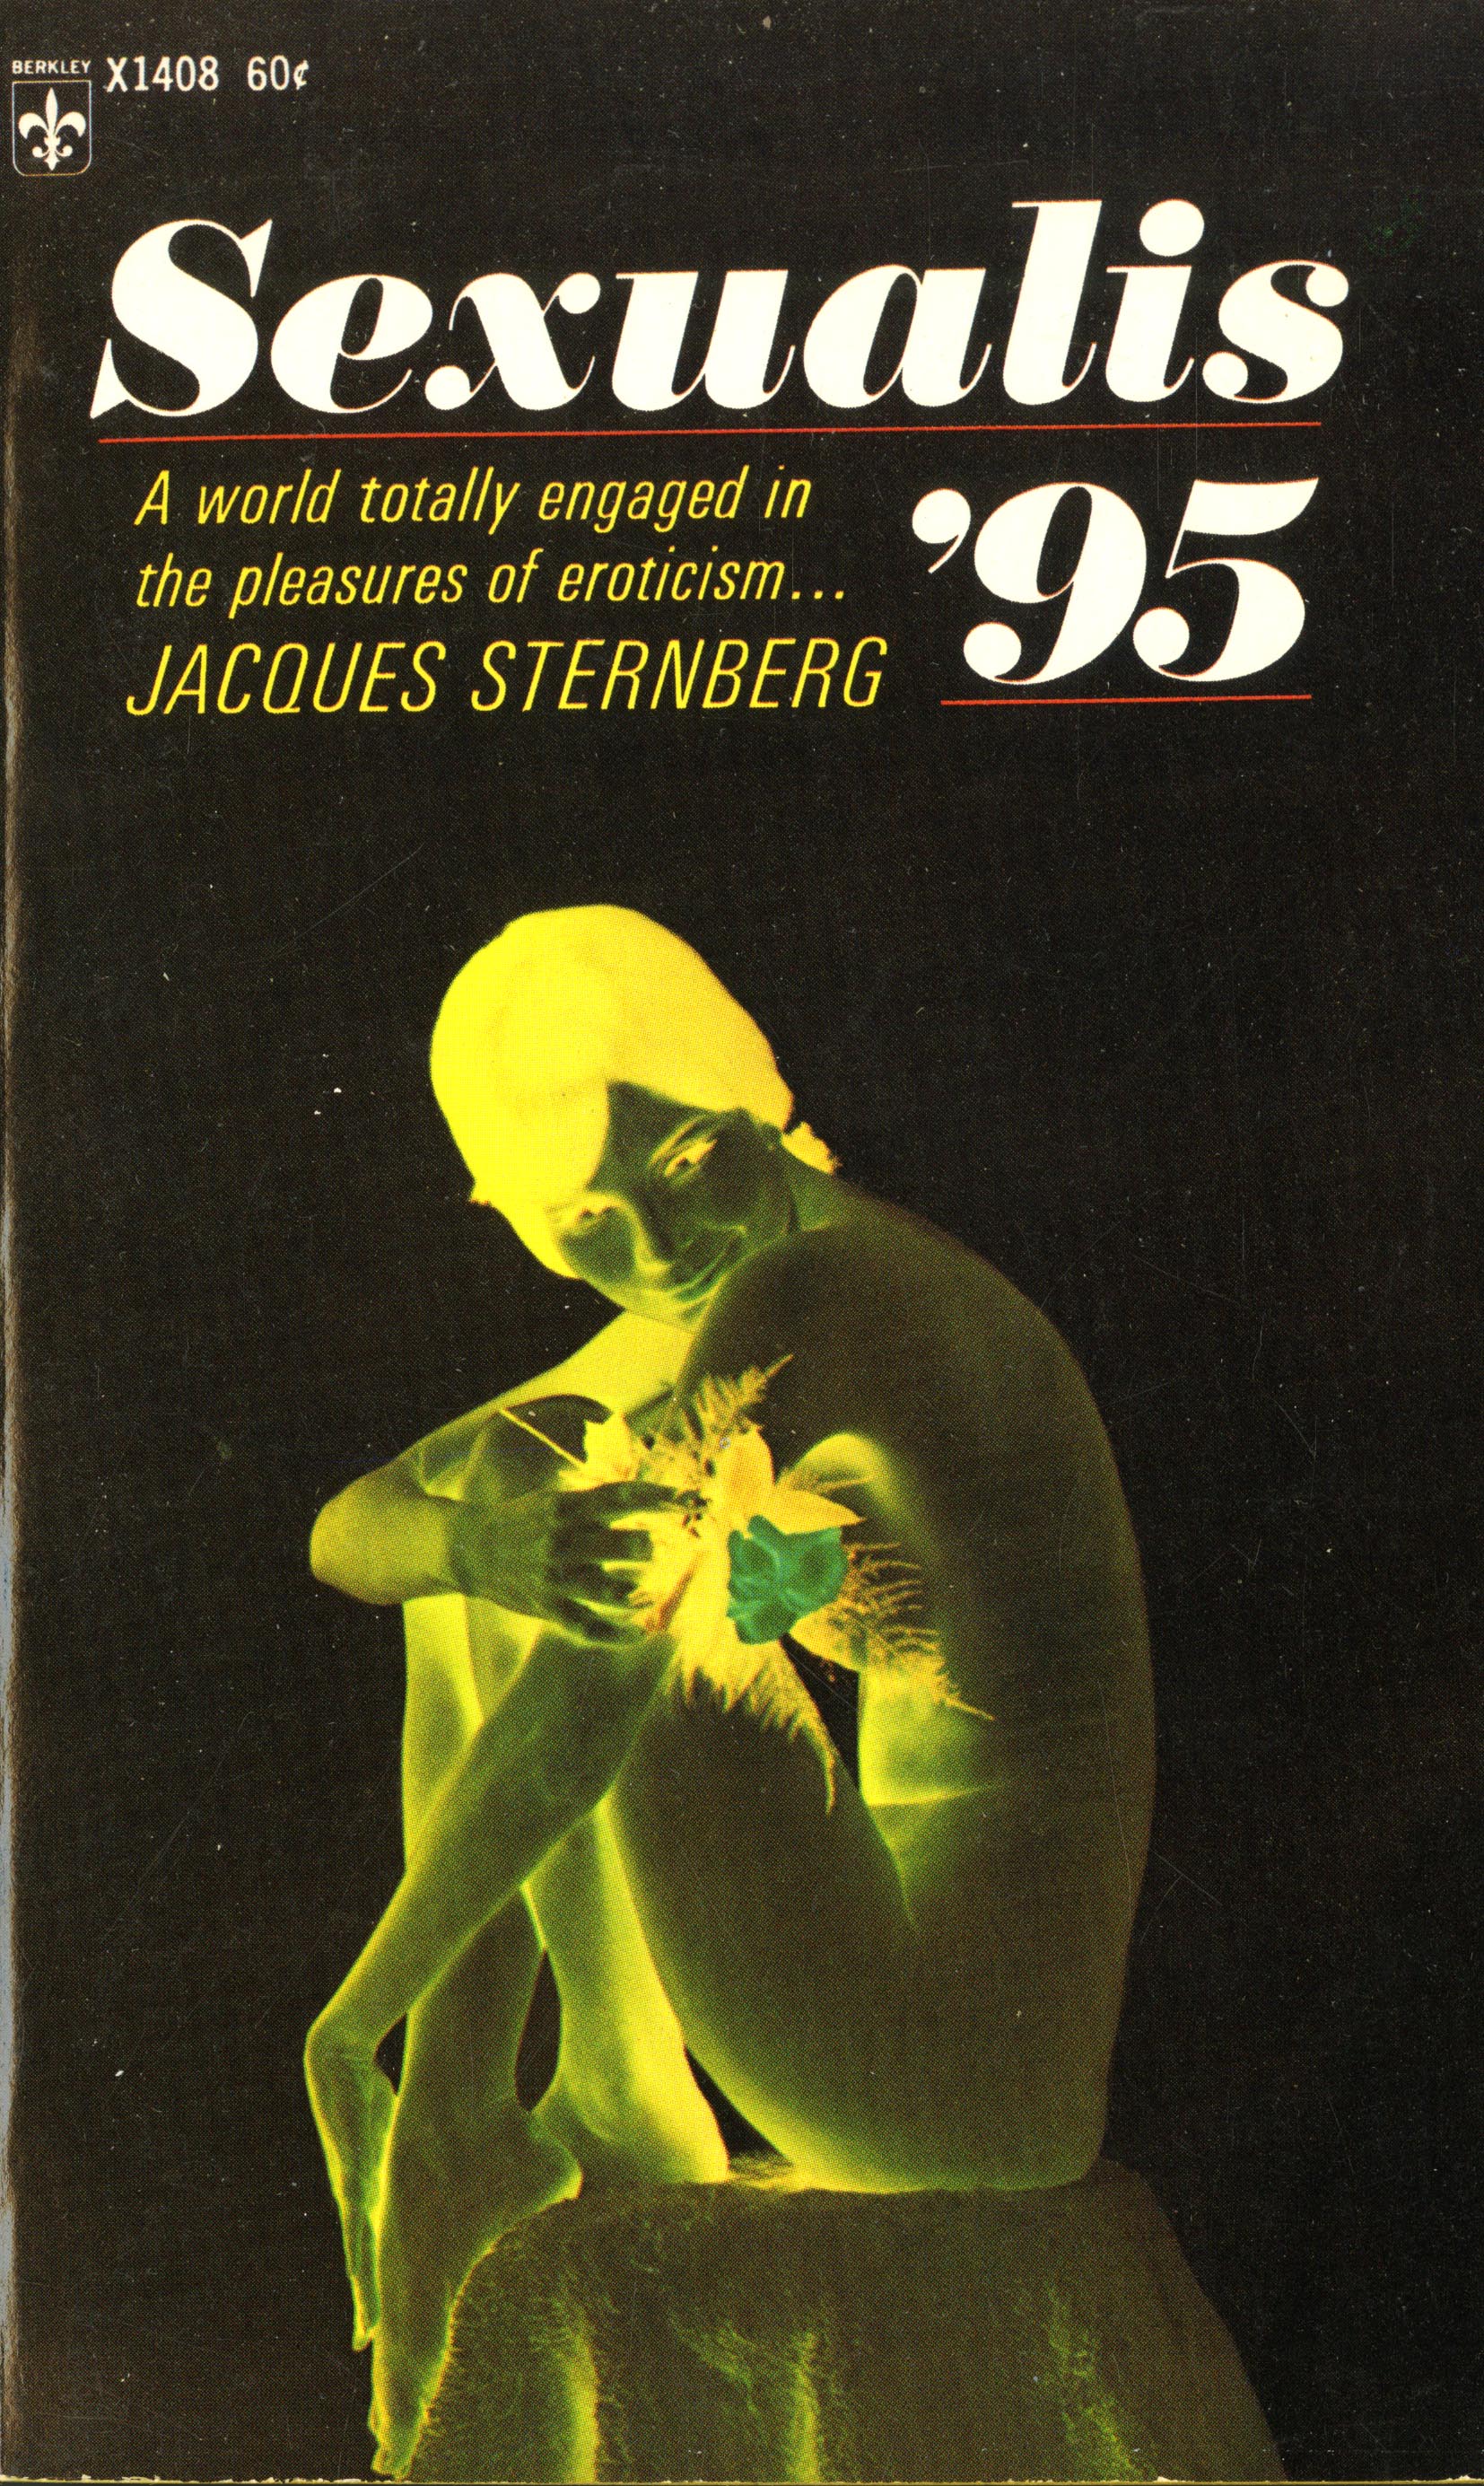 BERKLEY X1408 60¢
Sexualis
’95
A world totally engaged in
the pleasures of eroticism...
JACQUES STERNBERG